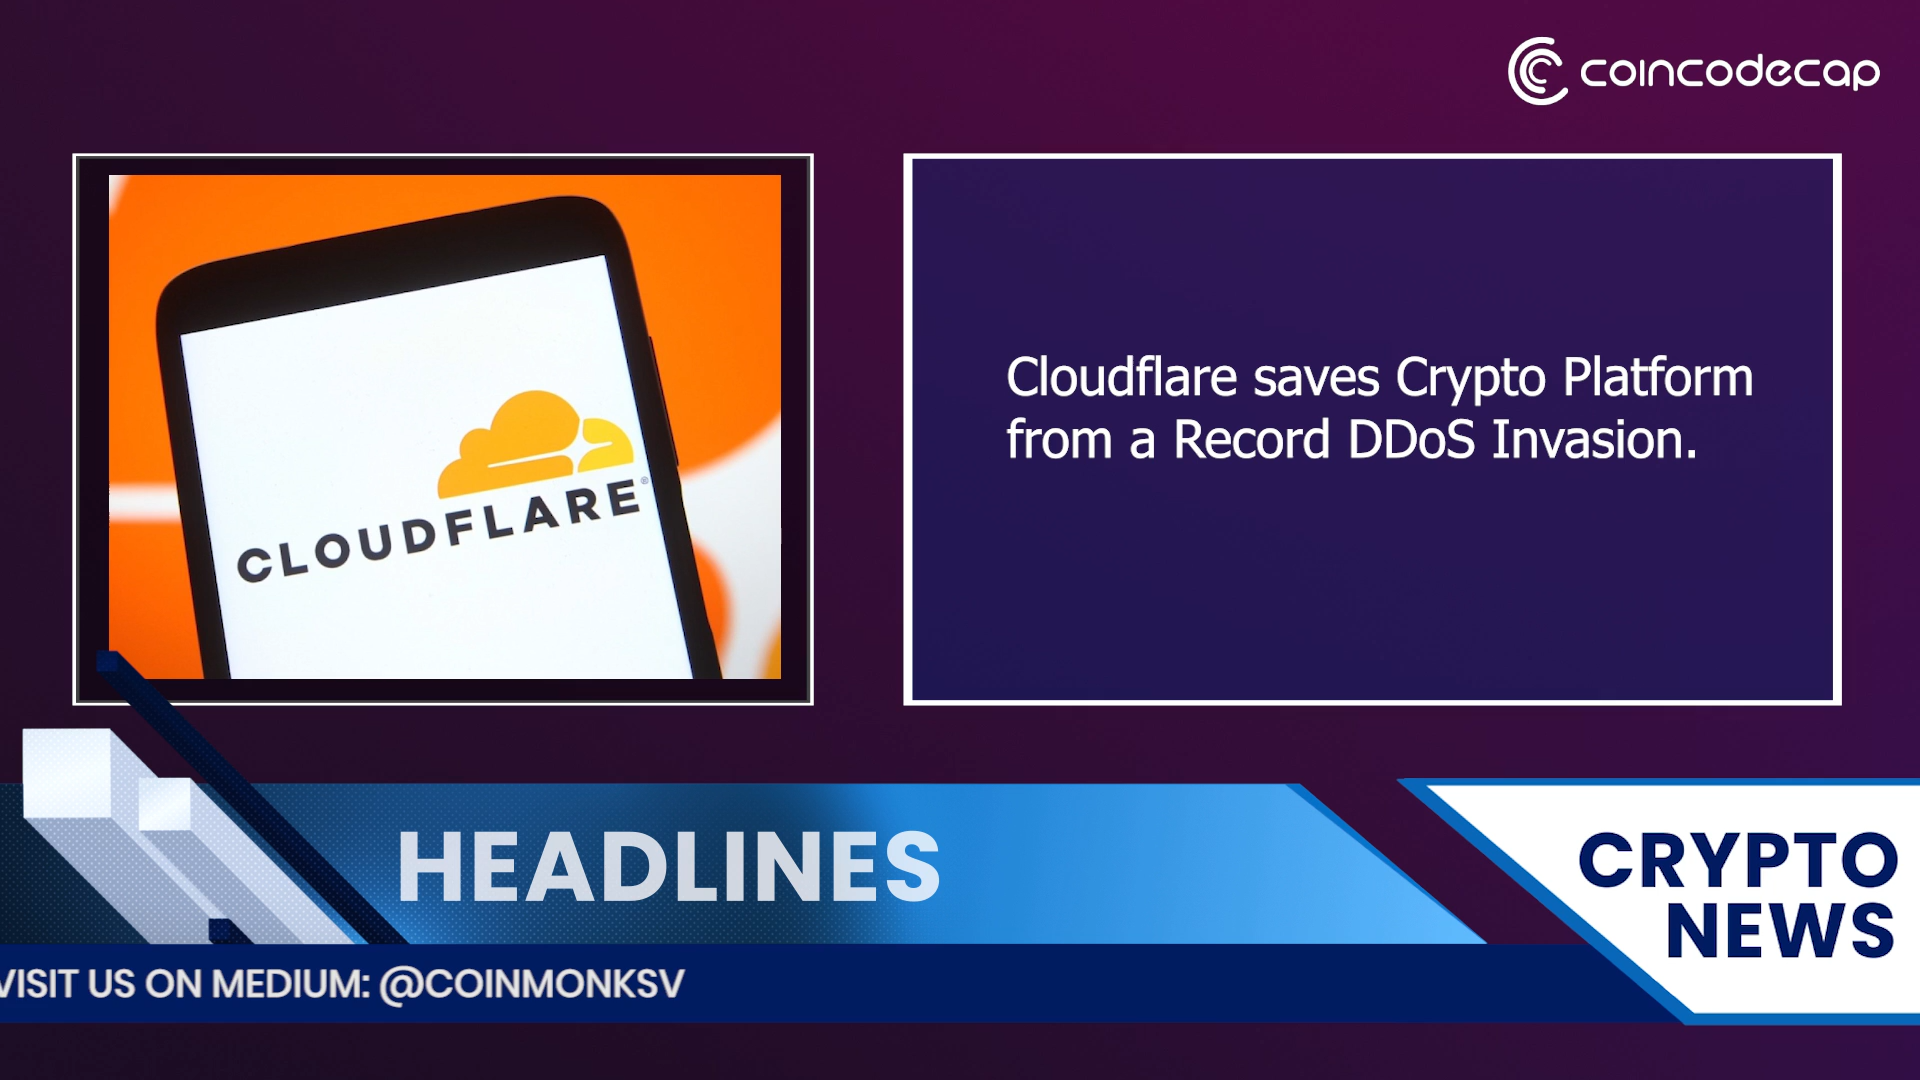 coincodecap
CLOUDFLARE®
Cloudflare saves Crypto Platform
from a Record DDoS Invasion.
HEADLINES
CRYPTO
NEWS
VISIT US ON MEDIUM: @COINMONKSV